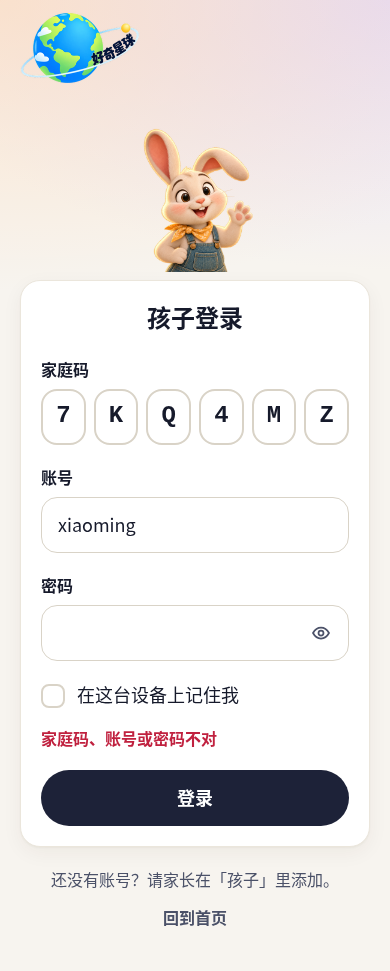 好奇星球
孩子登录
家庭码
7 K Q 4 M Z
账号
xiaoming
密码
在这台设备上记住我
家庭码、账号或密码不对
登录
还没有账号？请家长在「孩子」里添加。
回到首页